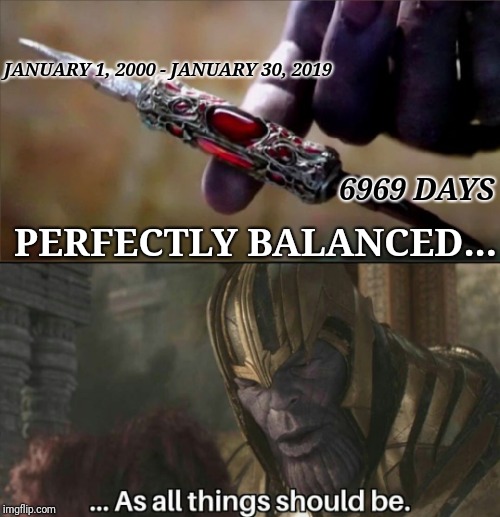 JANUARY 1, 2000 - JANUARY 30, 2019
6969 DAYS
PERFECTLY BALANCED...
... As all things should be.
imgflip.com